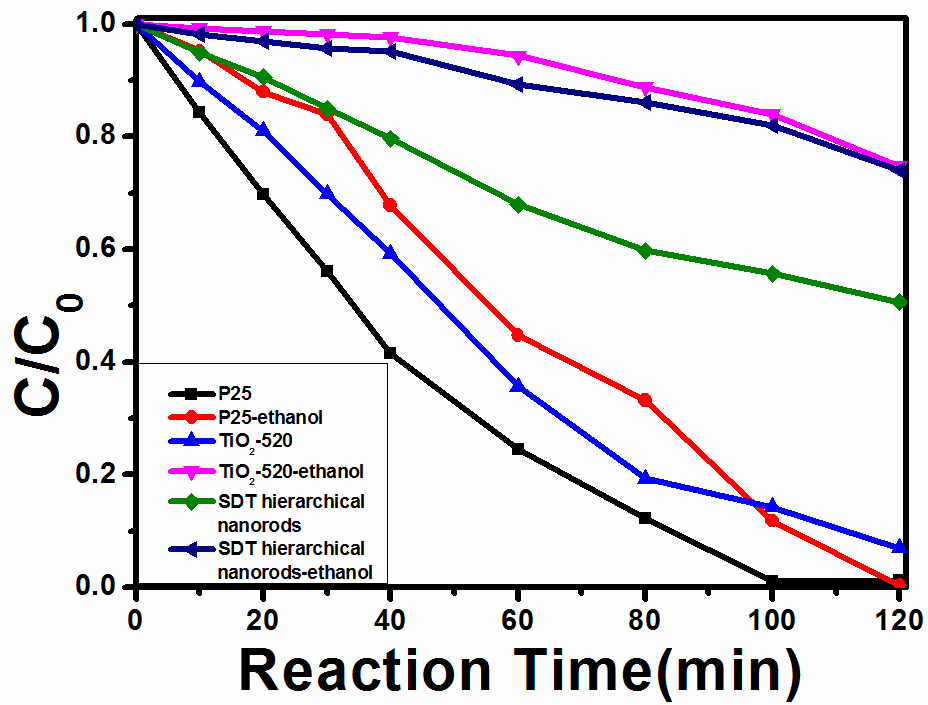 1.0
0.8
0.6
0.4
0.2
0.0
C/C0
P25
P25-ethanol
TiO2-520
TiO2-520-ethanol
SDT hierarchical
nanorods
SDT hierarchical
nanorods-ethanol
0 20 40 60 80 100 120
Reaction Time(min)